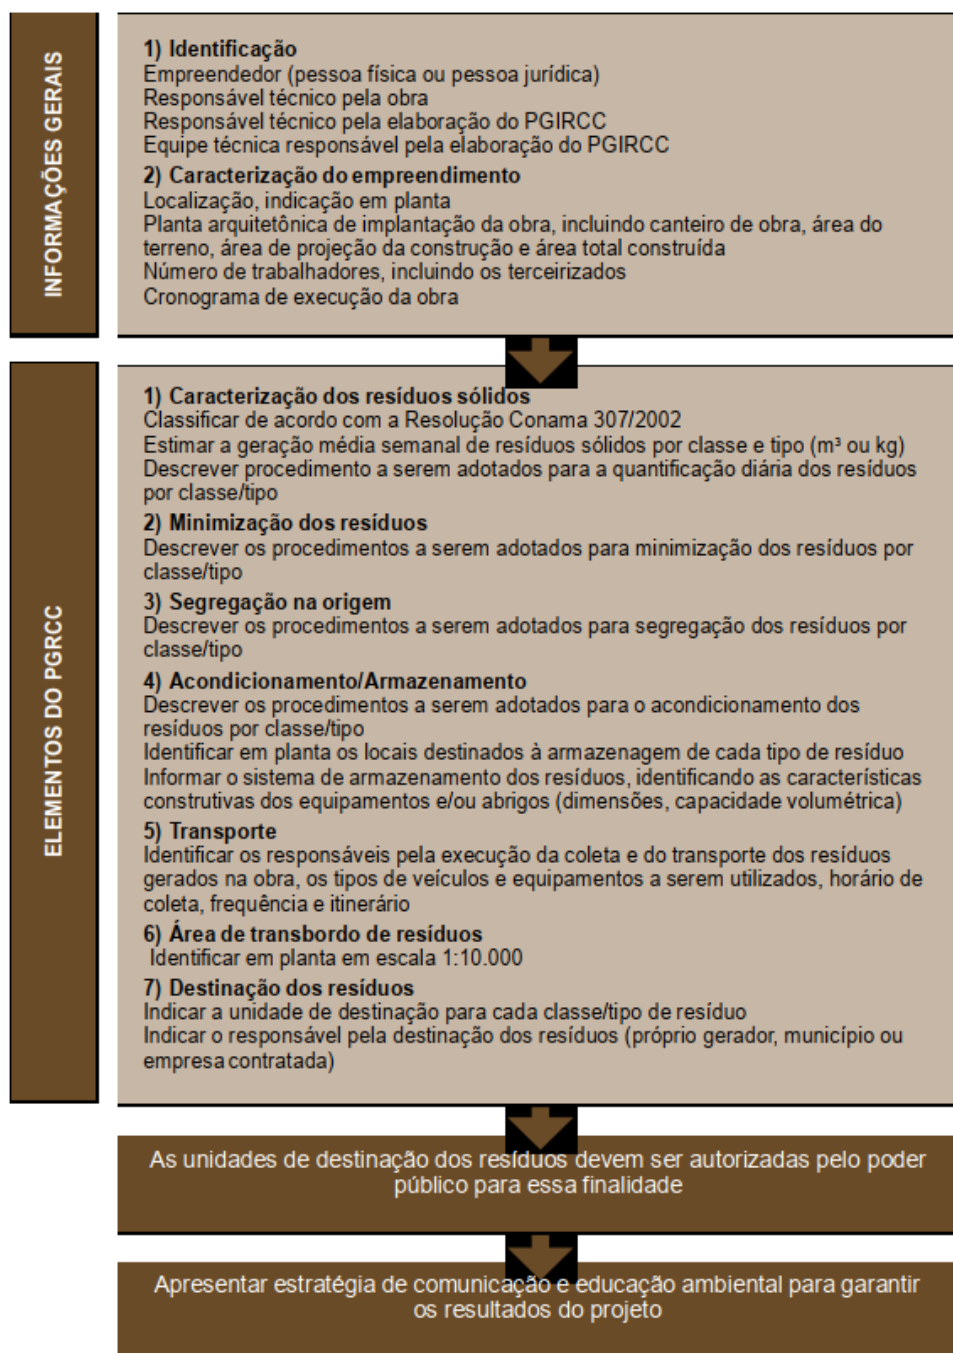 INFORMAÇÕES GERAIS
1) Identificação
Empreendedor (pessoa física ou pessoa jurídica)
Responsável técnico pela obra
Responsável técnico pela elaboração do PGIRCC
Equipe técnica responsável pela elaboração do PGIRCC
2) Caracterização do empreendimento
Localização, indicação em planta
Planta arquitetônica de implantação da obra, incluindo canteiro de obra, área do
terreno, área de projeção da construção e área total construída
Número de trabalhadores, incluindo os terceirizados
Cronograma de execução da obra
ELEMENTOS DO PGRCC
1) Caracterização dos resíduos sólidos
Classificar de acordo com a Resolução Conama 307/2002
Estimar a geração média semanal de resíduos sólidos por classe e tipo (m³ ou kg)
Descrever procedimento a serem adotados para a quantificação diária dos resíduos
por classe/tipo
2) Minimização dos resíduos
Descrever os procedimentos a serem adotados para minimização dos resíduos por
classe/tipo
3) Segregação na origem
Descrever os procedimentos a serem adotados para segregação dos resíduos por
classe/tipo
4) Acondicionamento/Armazenamento
Descrever os procedimentos a serem adotados para o acondicionamento dos
resíduos por classe/tipo
Identificar em planta os locais destinados à armazenagem de cada tipo de resíduo
Informar o sistema de armazenamento dos resíduos, identificando as características
construtivas dos equipamentos e/ou abrigos (dimensões, capacidade volumétrica)
5) Transporte
Identificar os responsáveis pela execução da coleta e do transporte dos resíduos
gerados na obra, os tipos de veículos e equipamentos a serem utilizados, horário de
coleta, frequência e itinerário
6) Área de transbordo de resíduos
Identificar em planta em escala 1:10.000
7) Destinação dos resíduos
Indicar a unidade de destinação para cada classe/tipo de resíduo
Indicar o responsável pela destinação dos resíduos (próprio gerador, município ou
empresa contratada)
As unidades de destinação dos resíduos devem ser autorizadas pelo poder
público para essa finalidade
Apresentar estratégia de comunicação e educação ambiental para garantir
os resultados do projeto